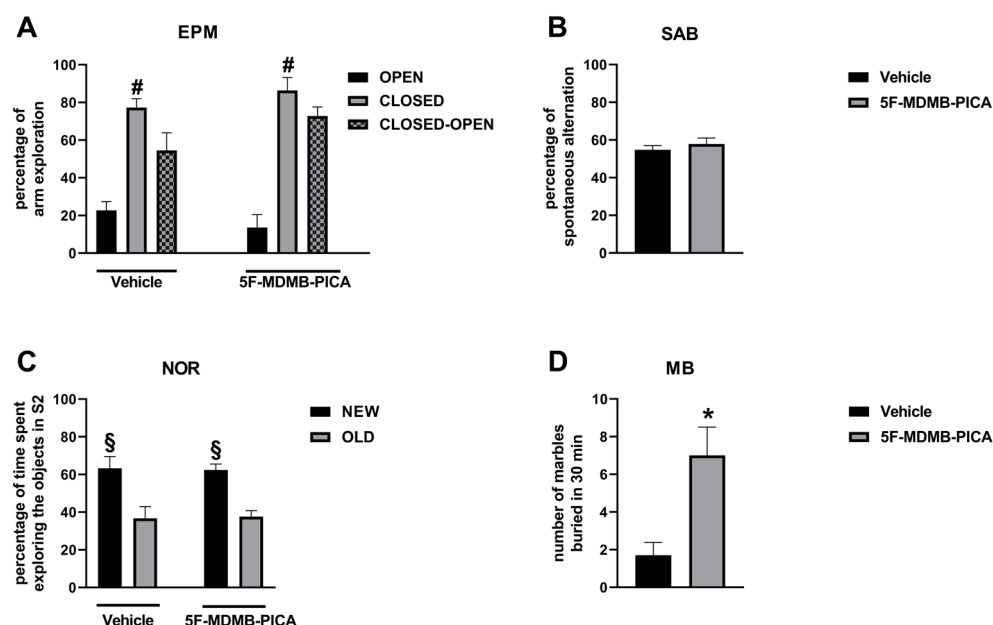 A
EPM
percentage of
arm exploration
100
80
60
40
20
0
#
#
Vehicle
5F-MDMB-PICA
OPEN
CLOSED
CLOSED-OPEN
B
SAB
percentage of
spontaneous alternation
100
80
60
40
20
0
Vehicle
5F-MDMB-PICA
C
NOR
percentage of time spent
exploring the objects in S2
100
80
60
40
20
0
§
§
Vehicle
5F-MDMB-PICA
NEW
OLD
D
MB
number of marbles
buried in 30 min
10
8
6
4
2
0
*
Vehicle
5F-MDMB-PICA